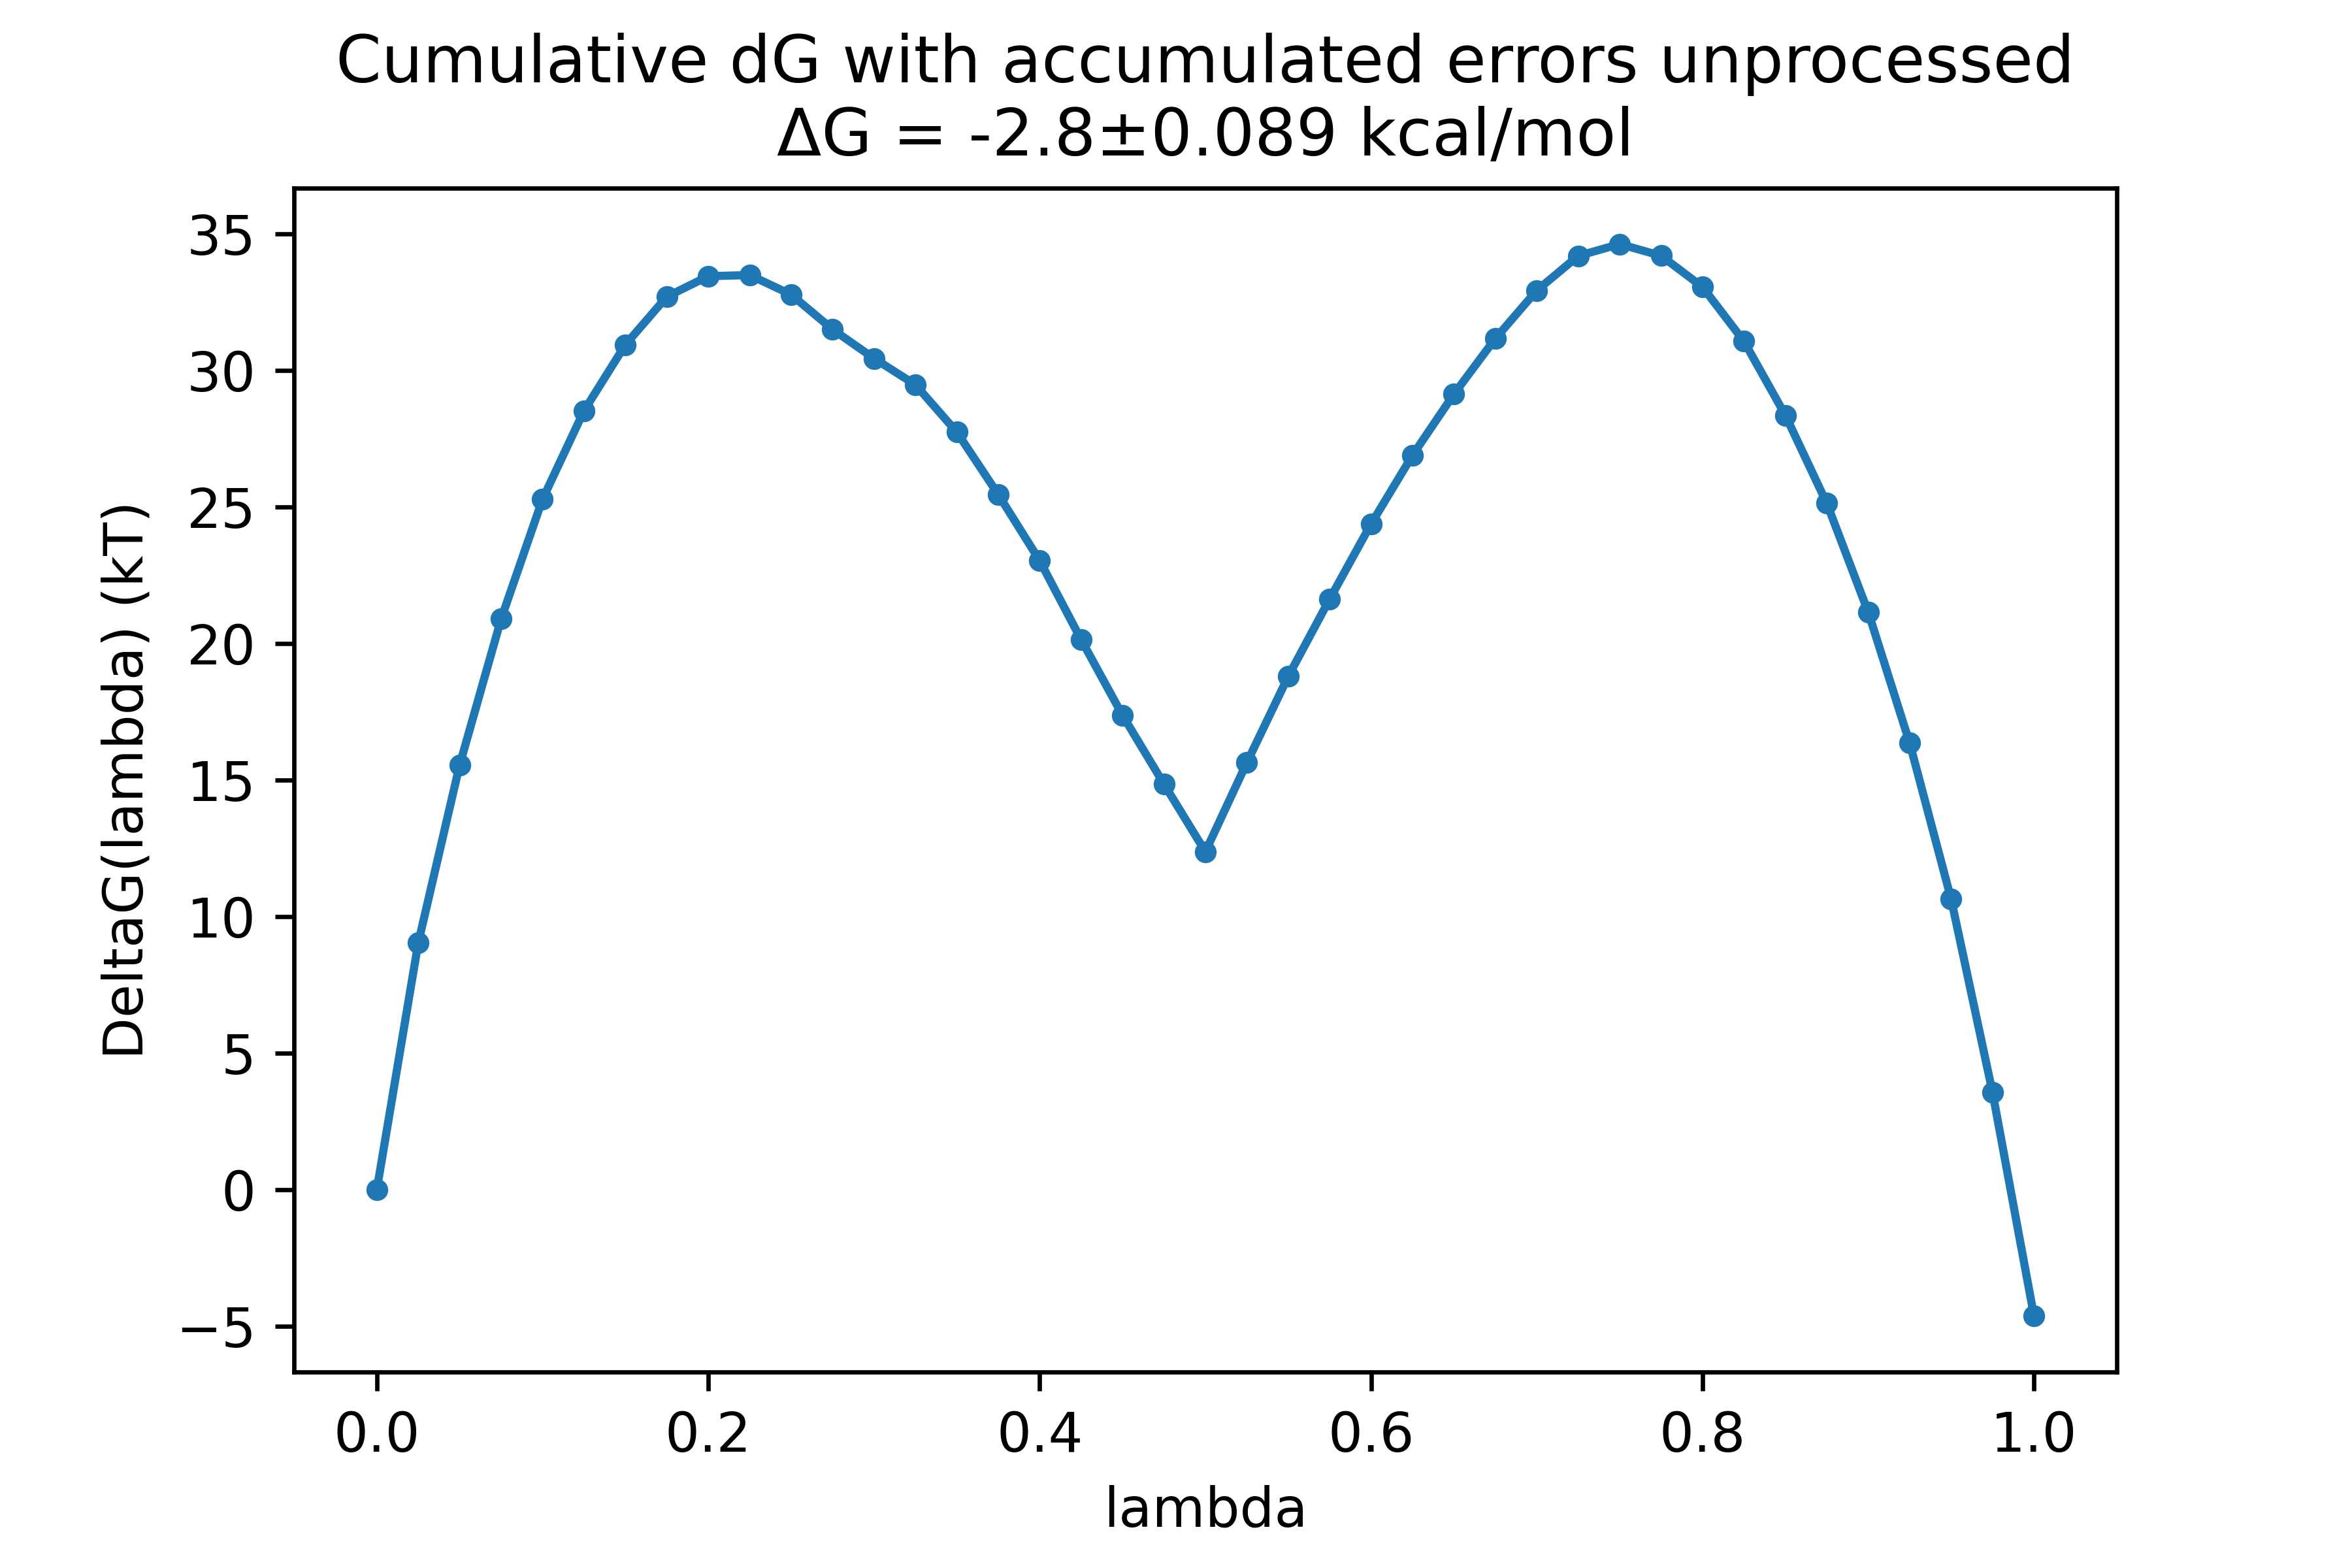 Cumulative dG with accumulated errors unprocessed
ΔG = -2.8±0.089 kcal/mol
DeltaG(lambda) (kT)
35
30
25
20
15
10
5
0
−5
0.0 0.2 0.4 0.6 0.8 1.0
lambda